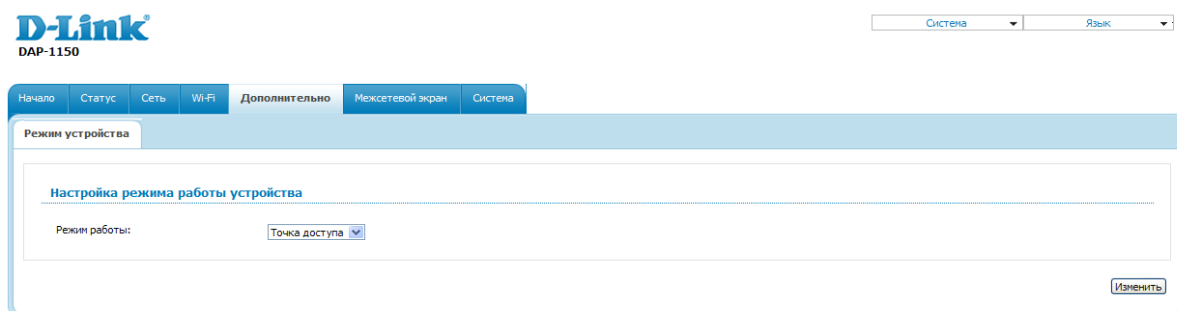 D-Link®
DAP-1150
Система Язык
Начало Статус Сеть Wi-Fi Дополнительно Межсетевой экран Система
Режим устройства
Настройка режима работы устройства
Режим работы: Точка доступа
Изменить